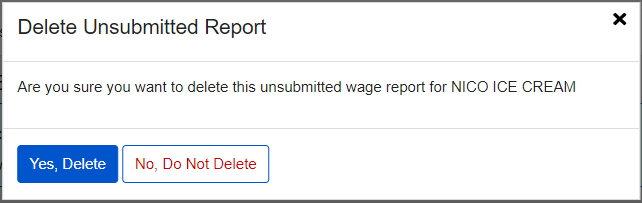 Delete Unsubmitted Report
Are you sure you want to delete this unsubmitted wage report for NICO ICE CREAM
Yes, Delete
No, Do Not Delete